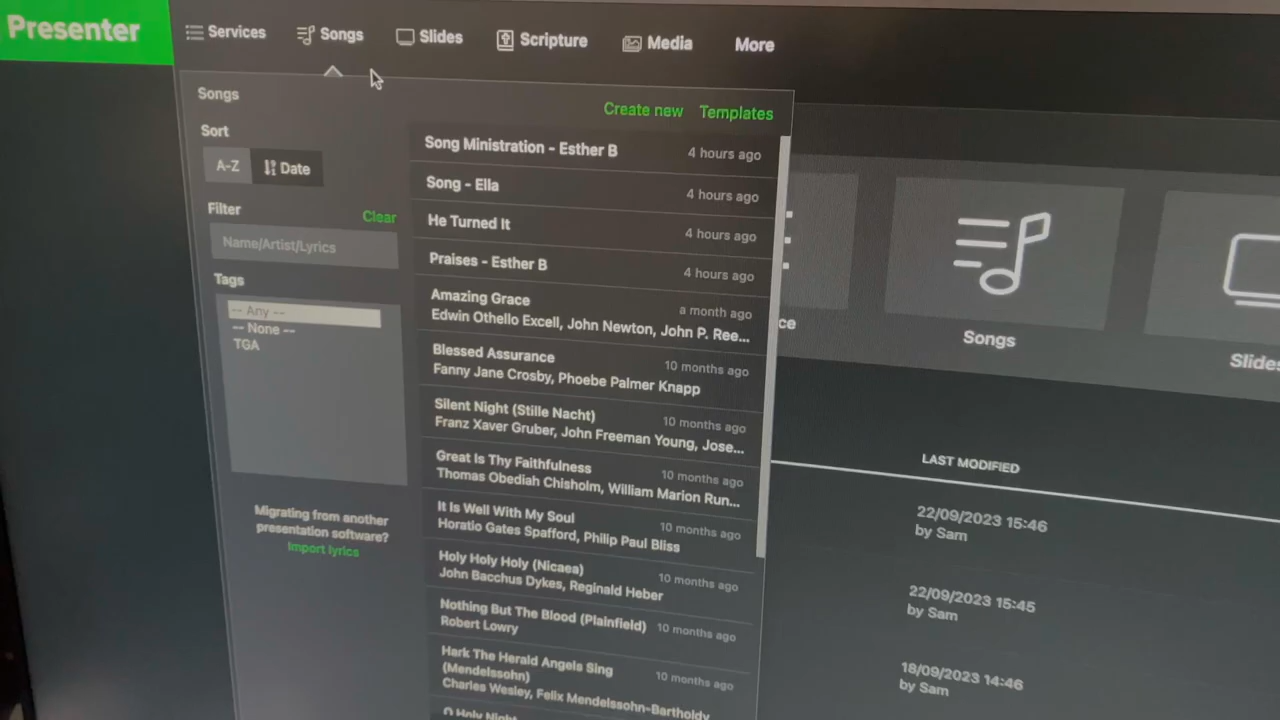 Presenter
Services
Songs
Slides
Scripture
Media
More
Songs
Create new
Templates
Sort
A-Z
Date
Filter
Clear
Name/Artist/Lyrics
Tags
-- Any --
-- None --
TGA
Migrating from another
presentation software?
Import lyrics
Song Ministration - Esther B
4 hours ago
Song - Ella
4 hours ago
He Turned It
4 hours ago
Praises - Esther B
4 hours ago
Amazing Grace
a month ago
Edwin Othello Excell, John Newton, John P. Ree...
Blessed Assurance
10 months ago
Fanny Jane Crosby, Phoebe Palmer Knapp
Silent Night (Stille Nacht)
10 months ago
Franz Xaver Gruber, John Freeman Young, Jose...
Great Is Thy Faithfulness
10 months ago
Thomas Obediah Chisholm, William Marion Run...
It Is Well With My Soul
10 months ago
Horatio Gates Spafford, Philip Paul Bliss
Holy Holy Holy (Nicaea)
10 months ago
John Bacchus Dykes, Reginald Heber
Nothing But The Blood (Plainfield)
10 months ago
Robert Lowry
Hark The Herald Angels Sing
(Mendelssohn)
10 months ago
Charles Wesley, Felix Mendelssohn-Bartholdy
O Holy Night
ce
Songs
Slides
LAST MODIFIED
22/09/2023 15:46
by Sam
22/09/2023 15:45
by Sam
18/09/2023 14:46
by Sam